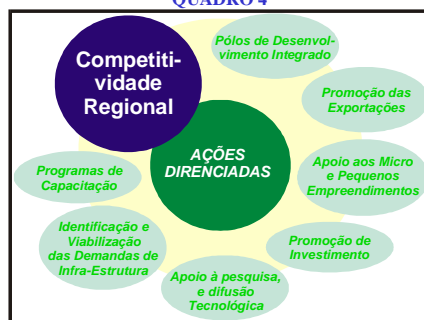 QUADRO 4
Competiti-
vidade
Regional
Pólos de Desenvol-
vimento Integrado
Promoção das
Exportações
AÇÕES
DIRENCIADAS
Apoio aos Micro
e Pequenos
Empreendimentos
Programas de
Capacitação
Identificação e
Viabilização
das Demandas de
Infra-Estrutura
Promoção de
Investimento
Apoio à pesquisa,
e difusão
Tecnológica